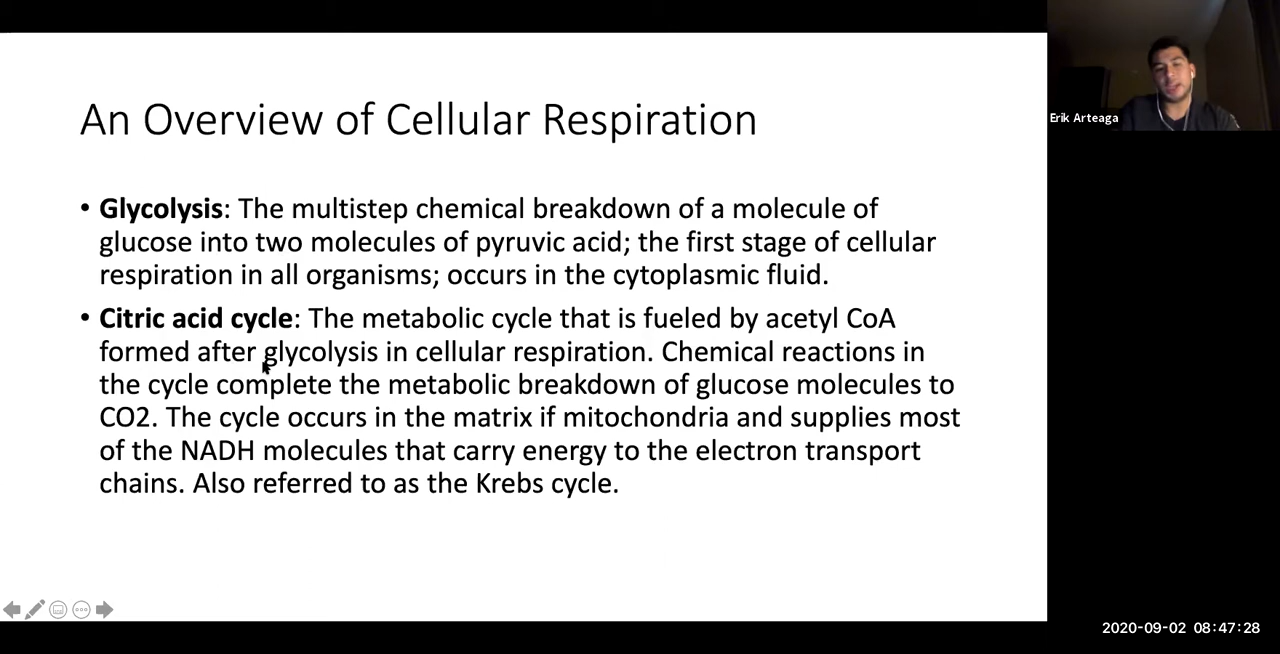 An Overview of Cellular Respiration
• Glycolysis: The multistep chemical breakdown of a molecule of
glucose into two molecules of pyruvic acid; the first stage of cellular
respiration in all organisms; occurs in the cytoplasmic fluid.
• Citric acid cycle: The metabolic cycle that is fueled by acetyl CoA
formed after glycolysis in cellular respiration. Chemical reactions in
the cycle complete the metabolic breakdown of glucose molecules to
CO2. The cycle occurs in the matrix if mitochondria and supplies most
of the NADH molecules that carry energy to the electron transport
chains. Also referred to as the Krebs cycle.
Erik Arteaga
2020-09-02 08:47:28